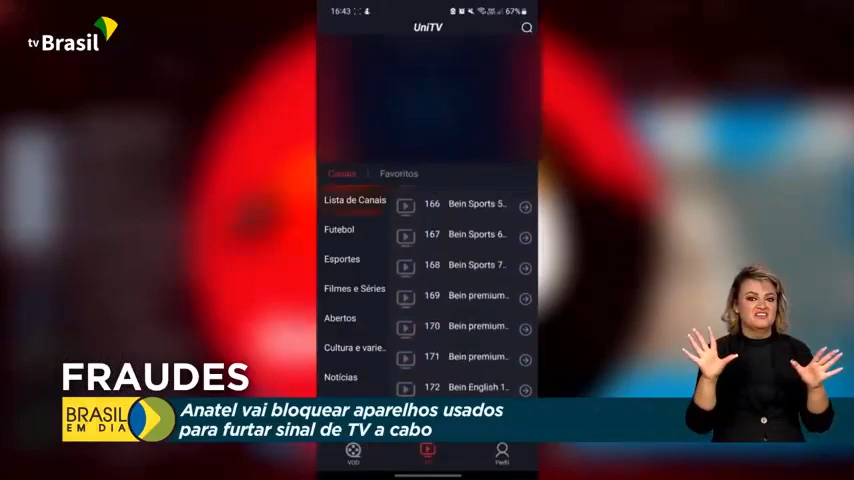 tv Brasil
16:43
67%
UniTV
Canais
Favoritos
Lista de Canais
Futebol
Esportes
Filmes e Séries
Abertos
Cultura e varie..
Notícias
166 Bein Sports 5..
167 Bein Sports 6..
168 Bein Sports 7..
169 Bein premium..
170 Bein premium..
171 Bein premium..
172 Bein English 1..
FRAUDES
BRASIL
EM DIA
Anatel vai bloquear aparelhos usados
para furtar sinal de TV a cabo
VOD
Perfil